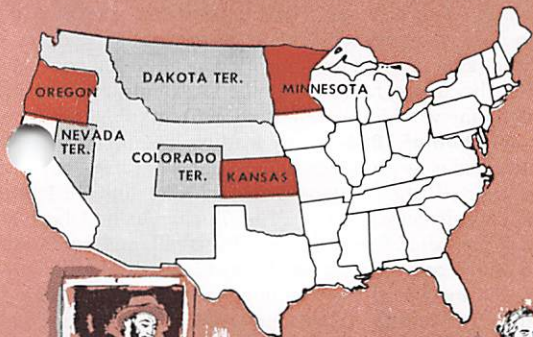 DAKOTA TER.
OREGON
MINNESOTA
NEVADA
TER.
COLORADO
TER.
KANSAS